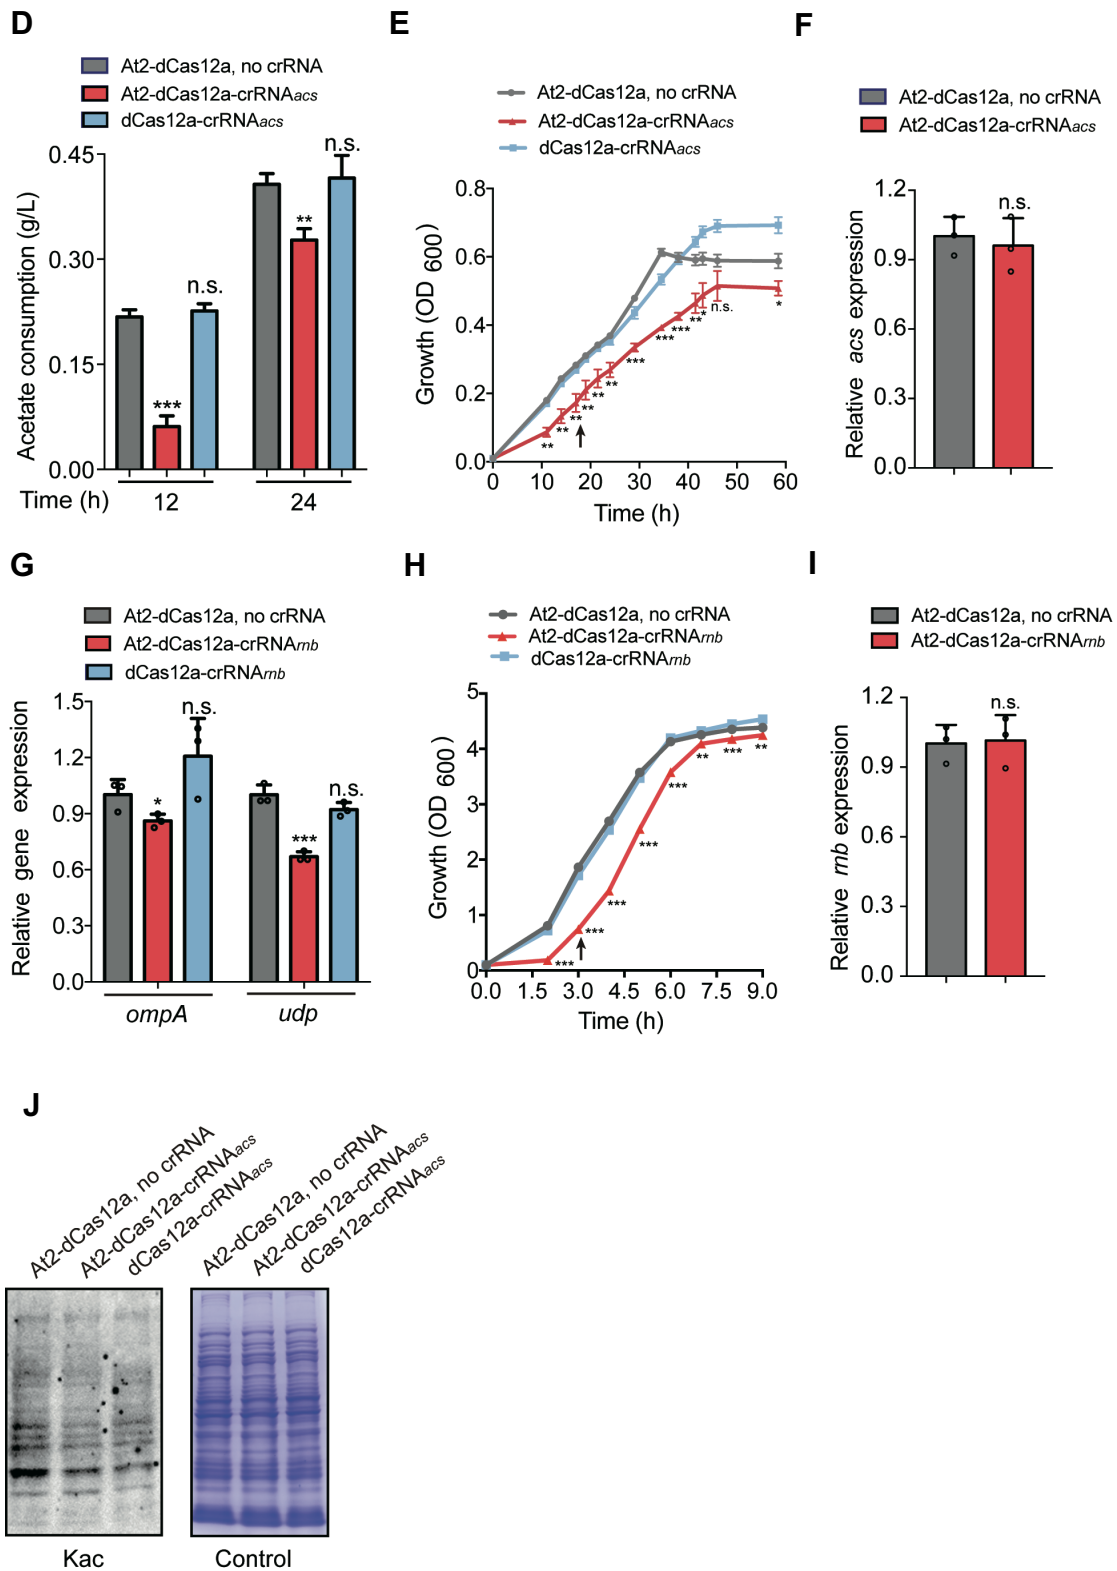 D
At2-dCas12a, no crRNA
At2-dCas12a-crRNAacs
dCas12a-crRNAacs
Acetate consumption (g/L)
0.45
0.30
0.15
0.00
***
n.s.
**
n.s.
Time (h)
12
24
E
At2-dCas12a, no crRNA
At2-dCas12a-crRNAacs
dCas12a-crRNAacs
Growth (OD 600)
0.8
0.6
0.4
0.2
0.0
**
**
**
**
**
**
***
***
***
**
*
n.s.
*
0 10 20 30 40 50 60
Time (h)
F
At2-dCas12a, no crRNA
At2-dCas12a-crRNAacs
Relative acs expression
1.2
0.9
0.6
0.3
0.0
n.s.
G
At2-dCas12a, no crRNA
At2-dCas12a-crRNArnb
dCas12a-crRNArnb
Relative gene expression
1.5
1.2
0.9
0.6
0.3
0.0
*
n.s.
***
n.s.
ompA
udp
H
At2-dCas12a, no crRNA
At2-dCas12a-crRNArnb
dCas12a-crRNArnb
Growth (OD 600)
5
4
3
2
1
0
***
***
***
***
***
**
***
**
0.0 1.5 3.0 4.5 6.0 7.5 9.0
Time (h)
I
At2-dCas12a, no crRNA
At2-dCas12a-crRNArnb
Relative rnb expression
1.2
0.9
0.6
0.3
0.0
n.s.
J
At2-dCas12a, no crRNA
At2-dCas12a-crRNAacs
dCas12a-crRNAacs
At2-dCas12a, no crRNA
At2-dCas12a-crRNAacs
dCas12a-crRNAacs
Kac
Control